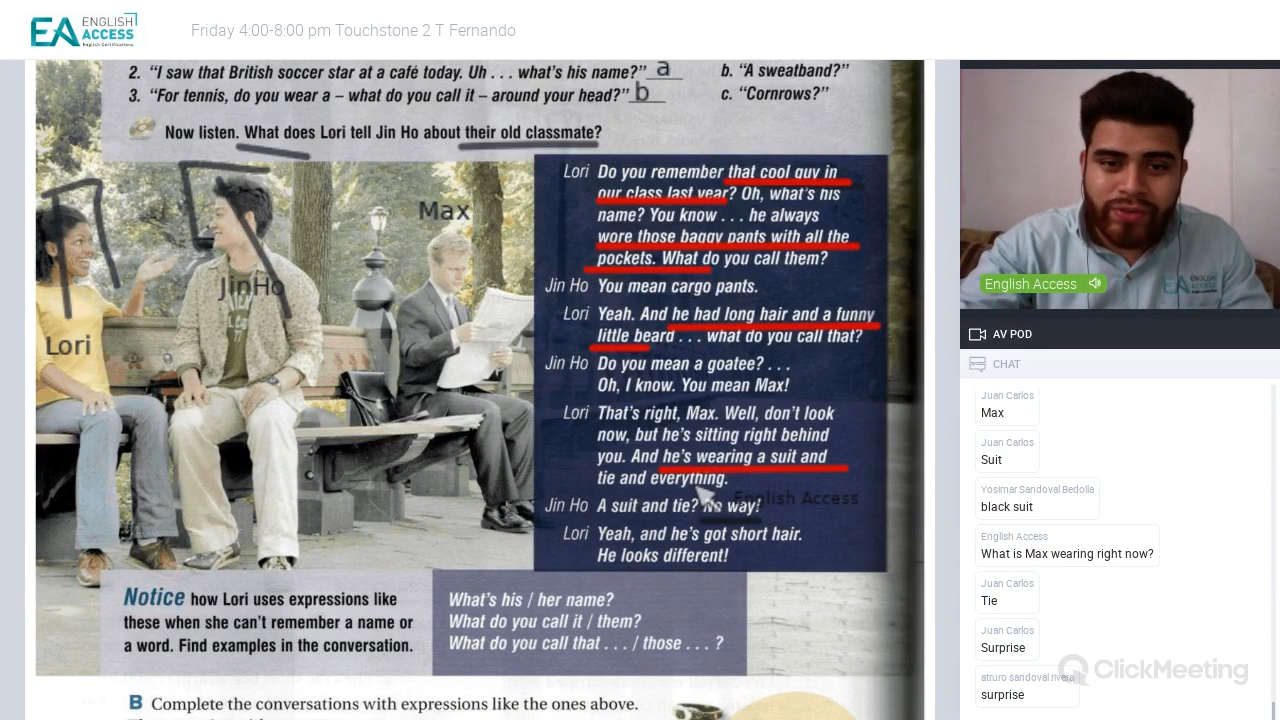 EA ENGLISH ACCESS
English Certifications
Friday 4:00-8:00 pm Touchstone 2 T Fernando
2. "I saw that British soccer star at a café today. Uh . . . what's his name?" a
b. "A sweatband?"
3. "For tennis, do you wear a – what do you call it – around your head?" b
c. "Cornrows?"
Now listen. What does Lori tell Jin Ho about their old classmate?
Lori
JinHo
Max
Lori Do you remember that cool guy in
our class last year? Oh, what's his
name? You know . . . he always
wore those baggy pants with all the
pockets. What do you call them?
Jin Ho You mean cargo pants.
Lori Yeah. And he had long hair and a funny
little beard . . . what do you call that?
Jin Ho Do you mean a goatee? . . .
Oh, I know. You mean Max!
Lori That's right, Max. Well, don't look
now, but he's sitting right behind
you. And he's wearing a suit and
tie and everything.
English Access
Jin Ho A suit and tie? No way!
Lori Yeah, and he's got short hair.
He looks different!
Notice how Lori uses expressions like
these when she can't remember a name or
a word. Find examples in the conversation.
What's his / her name?
What do you call it / them?
What do you call that . . . / those . . . ?
B Complete the conversations with expressions like the ones above.
EA ENGLISH ACCESS
English Access
AV POD
CHAT
Juan Carlos
Max
Juan Carlos
Suit
Yosimar Sandoval Bedolla
black suit
English Access
What is Max wearing right now?
Juan Carlos
Tie
Juan Carlos
Surprise
atruro sandoval rivera
surprise
ClickMeeting